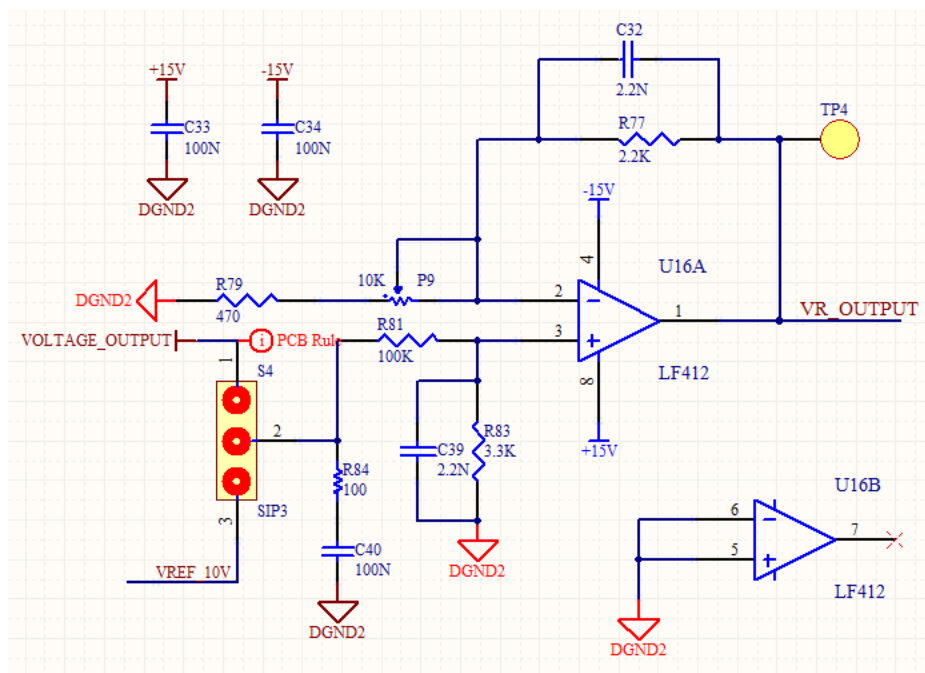 C32
+15V
-15V
2.2N
TP4
C33
100N
C34
100N
R77
2.2K
DGND2
DGND2
-15V
4
U16A
10K
P9
R79
2
DGND2
470
1
VR_OUTPUT
R81
3
VOLTAGE_OUTPUT
i
PCB Rule
100K
1
S4
LF412
8
2
R83
3.3K
C39
2.2N
+15V
R84
100
U16B
SIP3
6
7
3
C40
100N
5
DGND2
VREF_10V
LF412
DGND2
DGND2